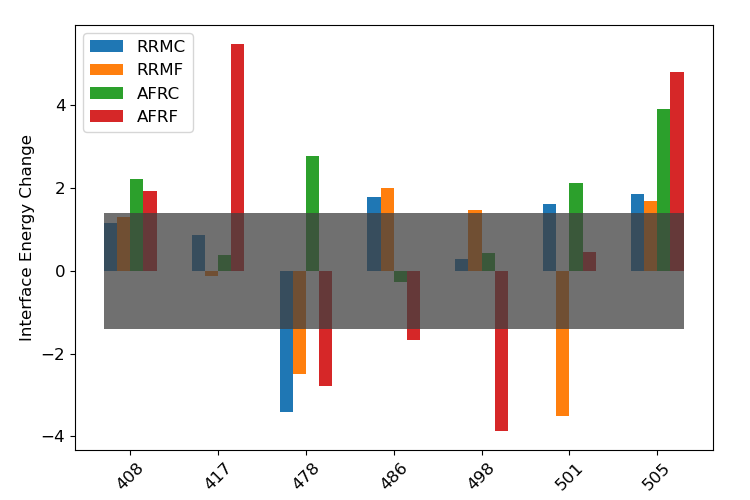 RRMC
RRMF
AFRC
AFRF
Interface Energy Change
4
2
0
−2
−4
408
417
478
486
498
501
505